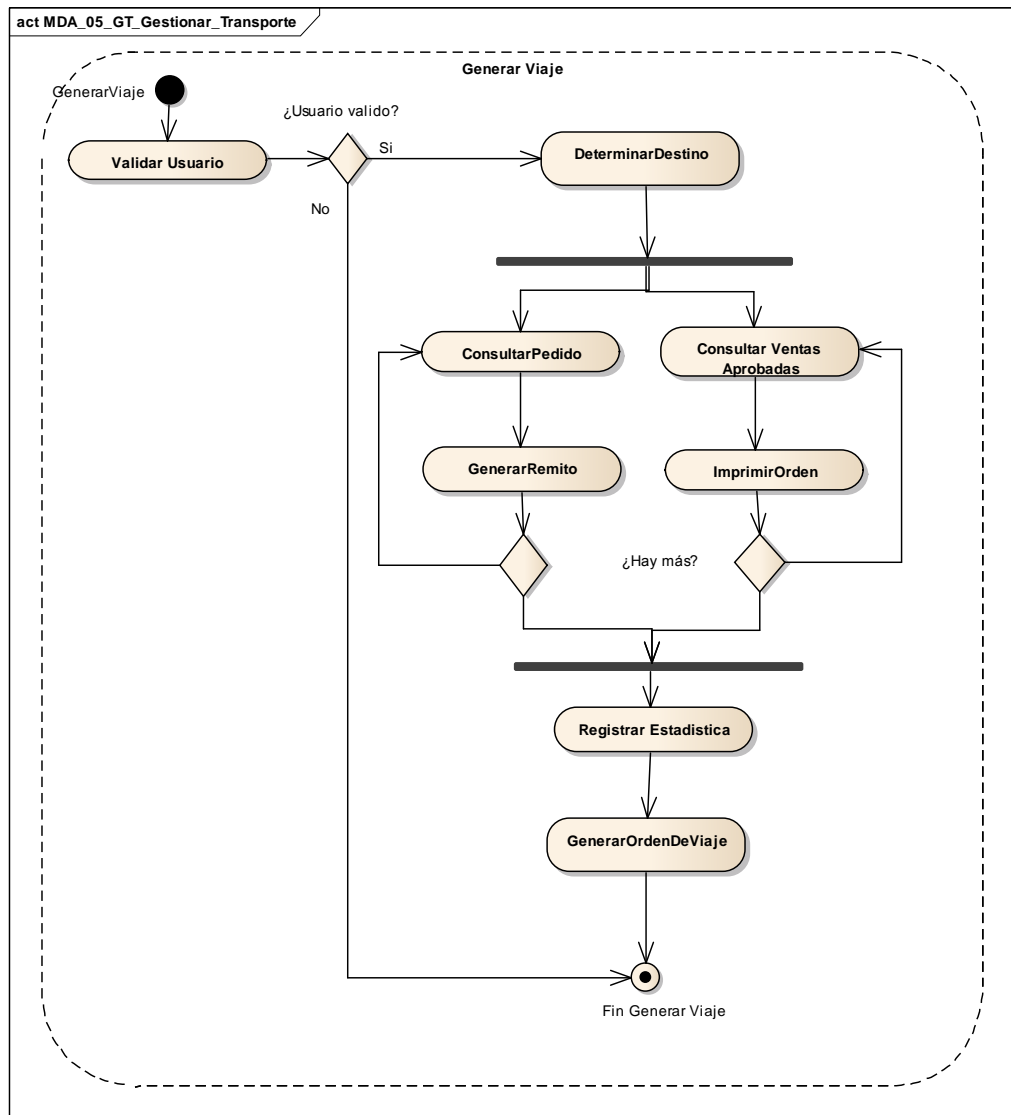 act MDA_05_GT_Gestionar_Transporte
Generar Viaje
GenerarViaje
¿Usuario valido?
Validar Usuario
Si
DeterminarDestino
No
ConsultarPedido
Consultar Ventas
Aprobadas
GenerarRemito
ImprimirOrden
¿Hay más?
Registrar Estadistica
GenerarOrdenDeViaje
Fin Generar Viaje